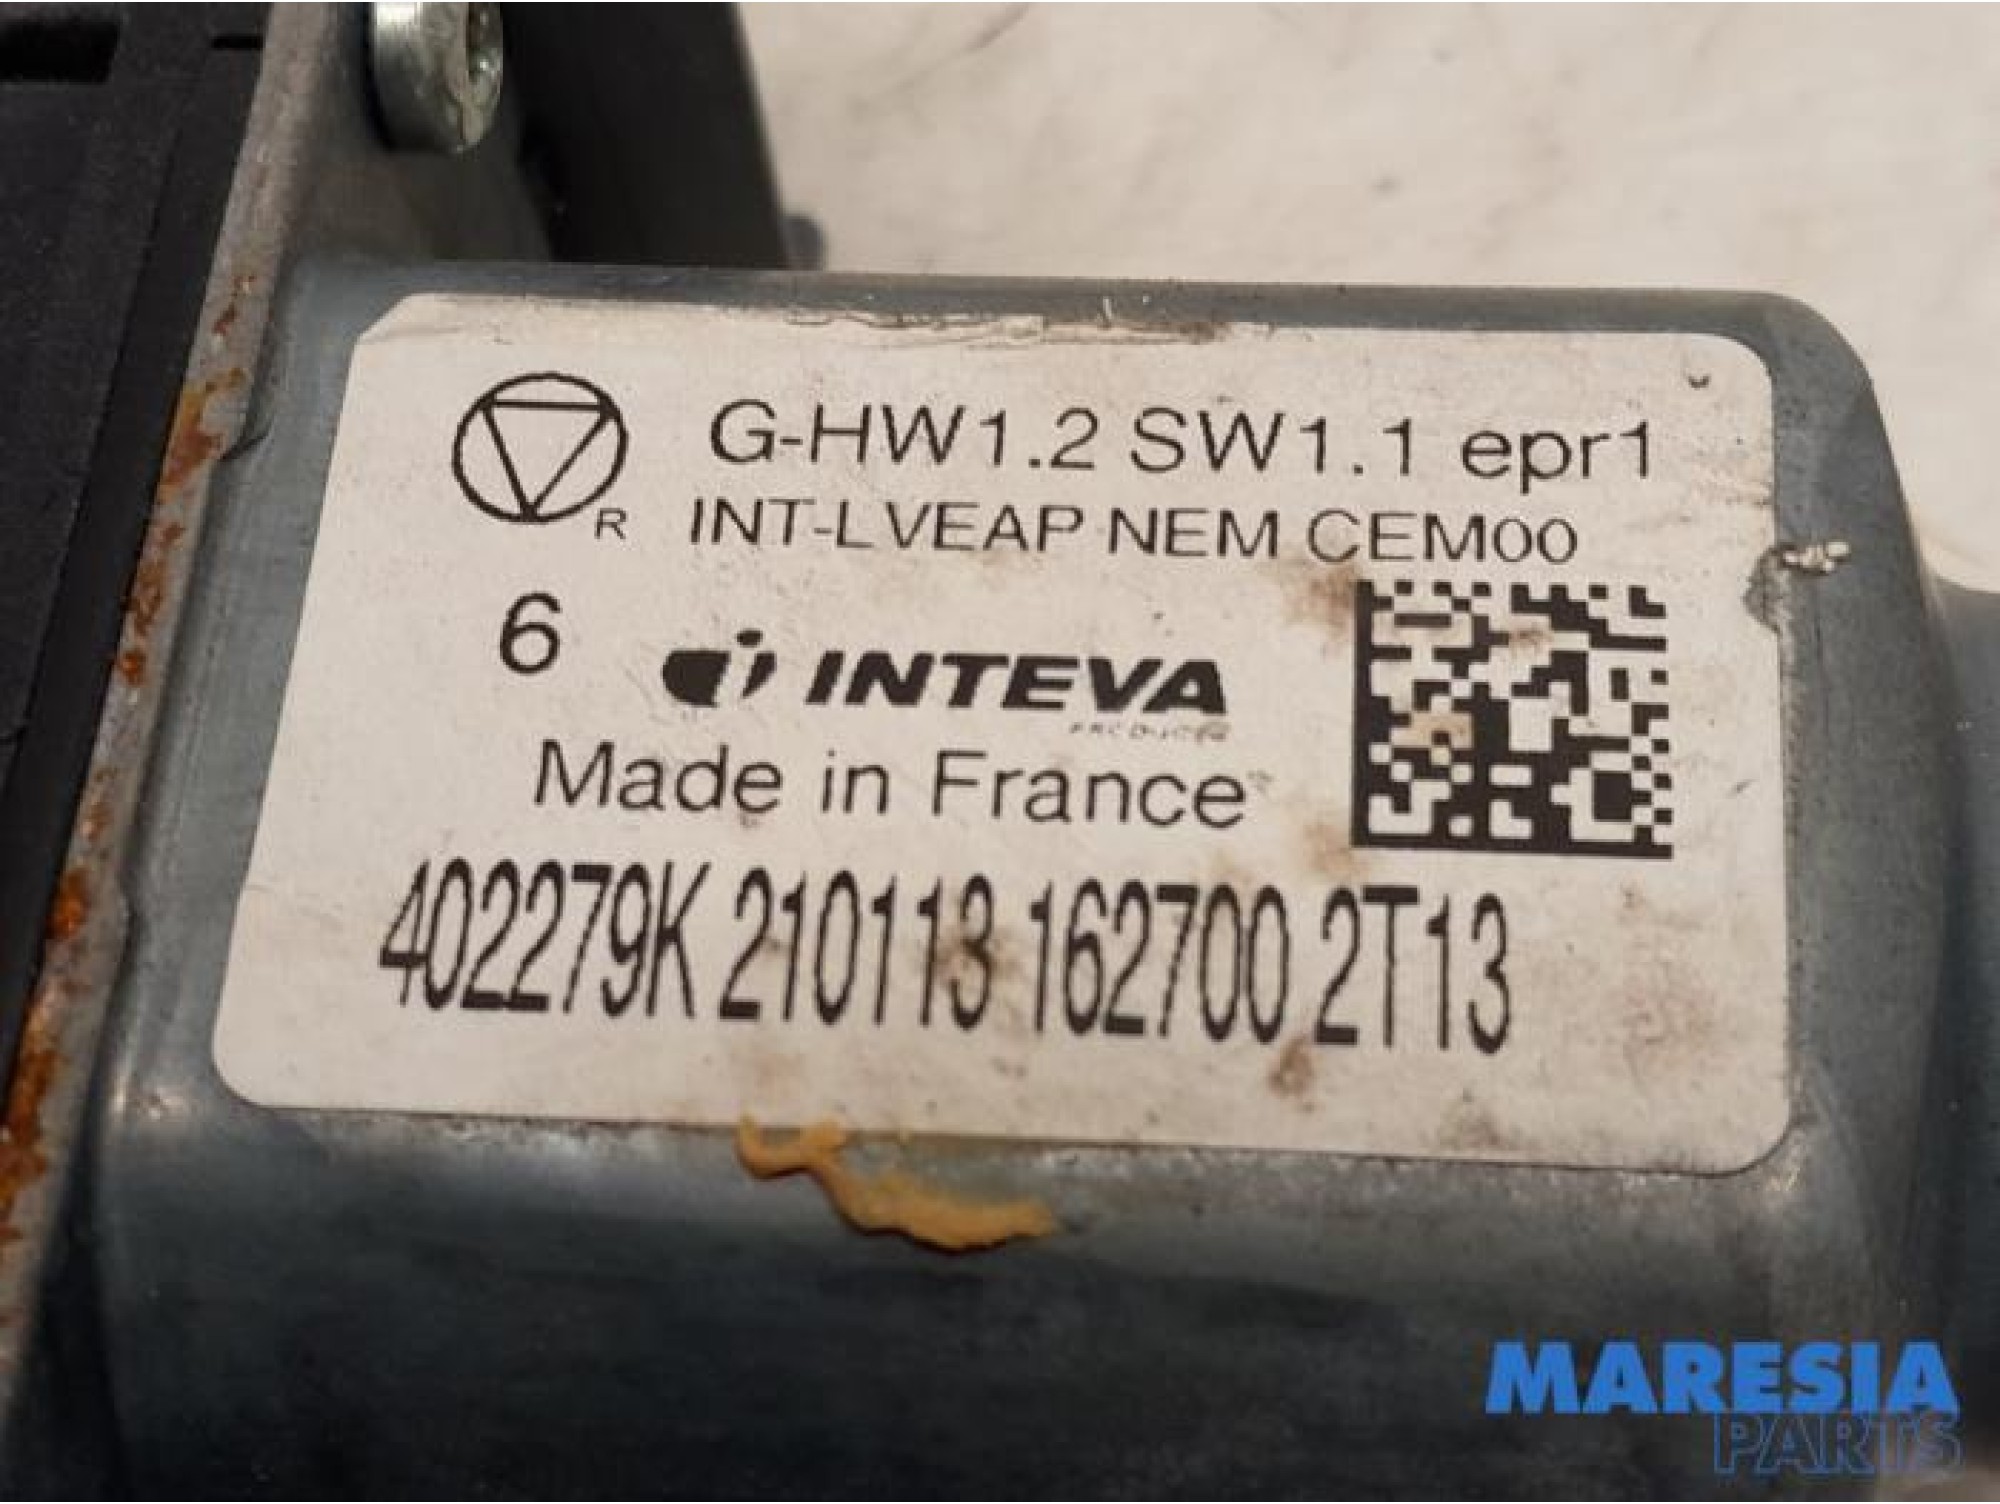 G-HW1.2 SW1.1 epr1
R
INT-LVEAP NEM CEM00
6
INTEVA
PRODUCTS
Made in France
402279K 210113 162700 2T13
MARESIA
PARTS